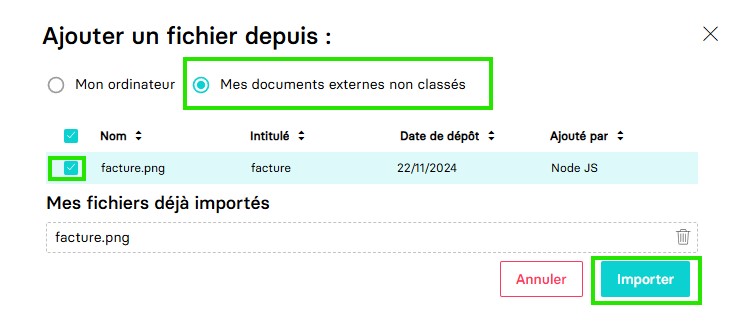 Ajouter un fichier depuis :
Mon ordinateur Mes documents externes non classés
Nom Intitulé Date de dépôt Ajouté par
facture.png facture 22/11/2024 Node JS
Mes fichiers déjà importés
facture.png
Annuler Importer